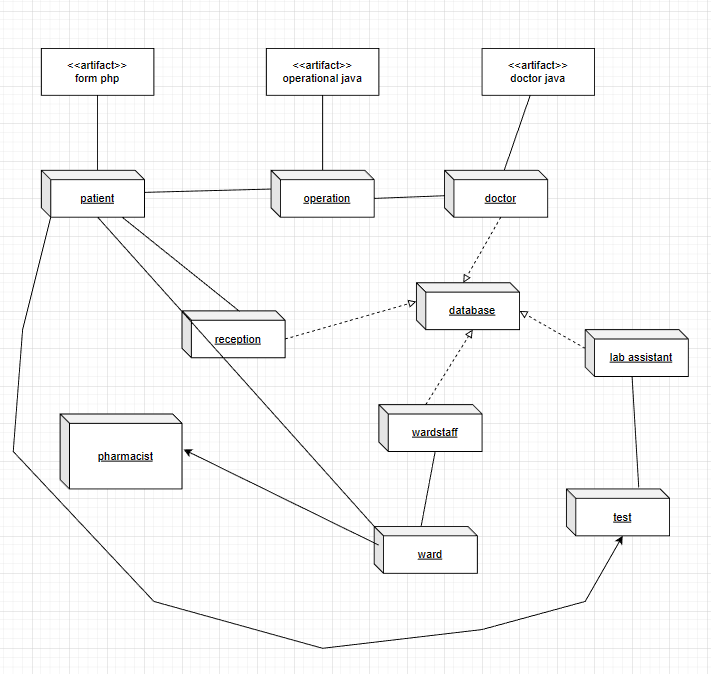 <<artifact>>
form php
<<artifact>>
operational java
<<artifact>>
doctor java
patient
operation
doctor
database
reception
lab assistant
wardstaff
pharmacist
test
ward